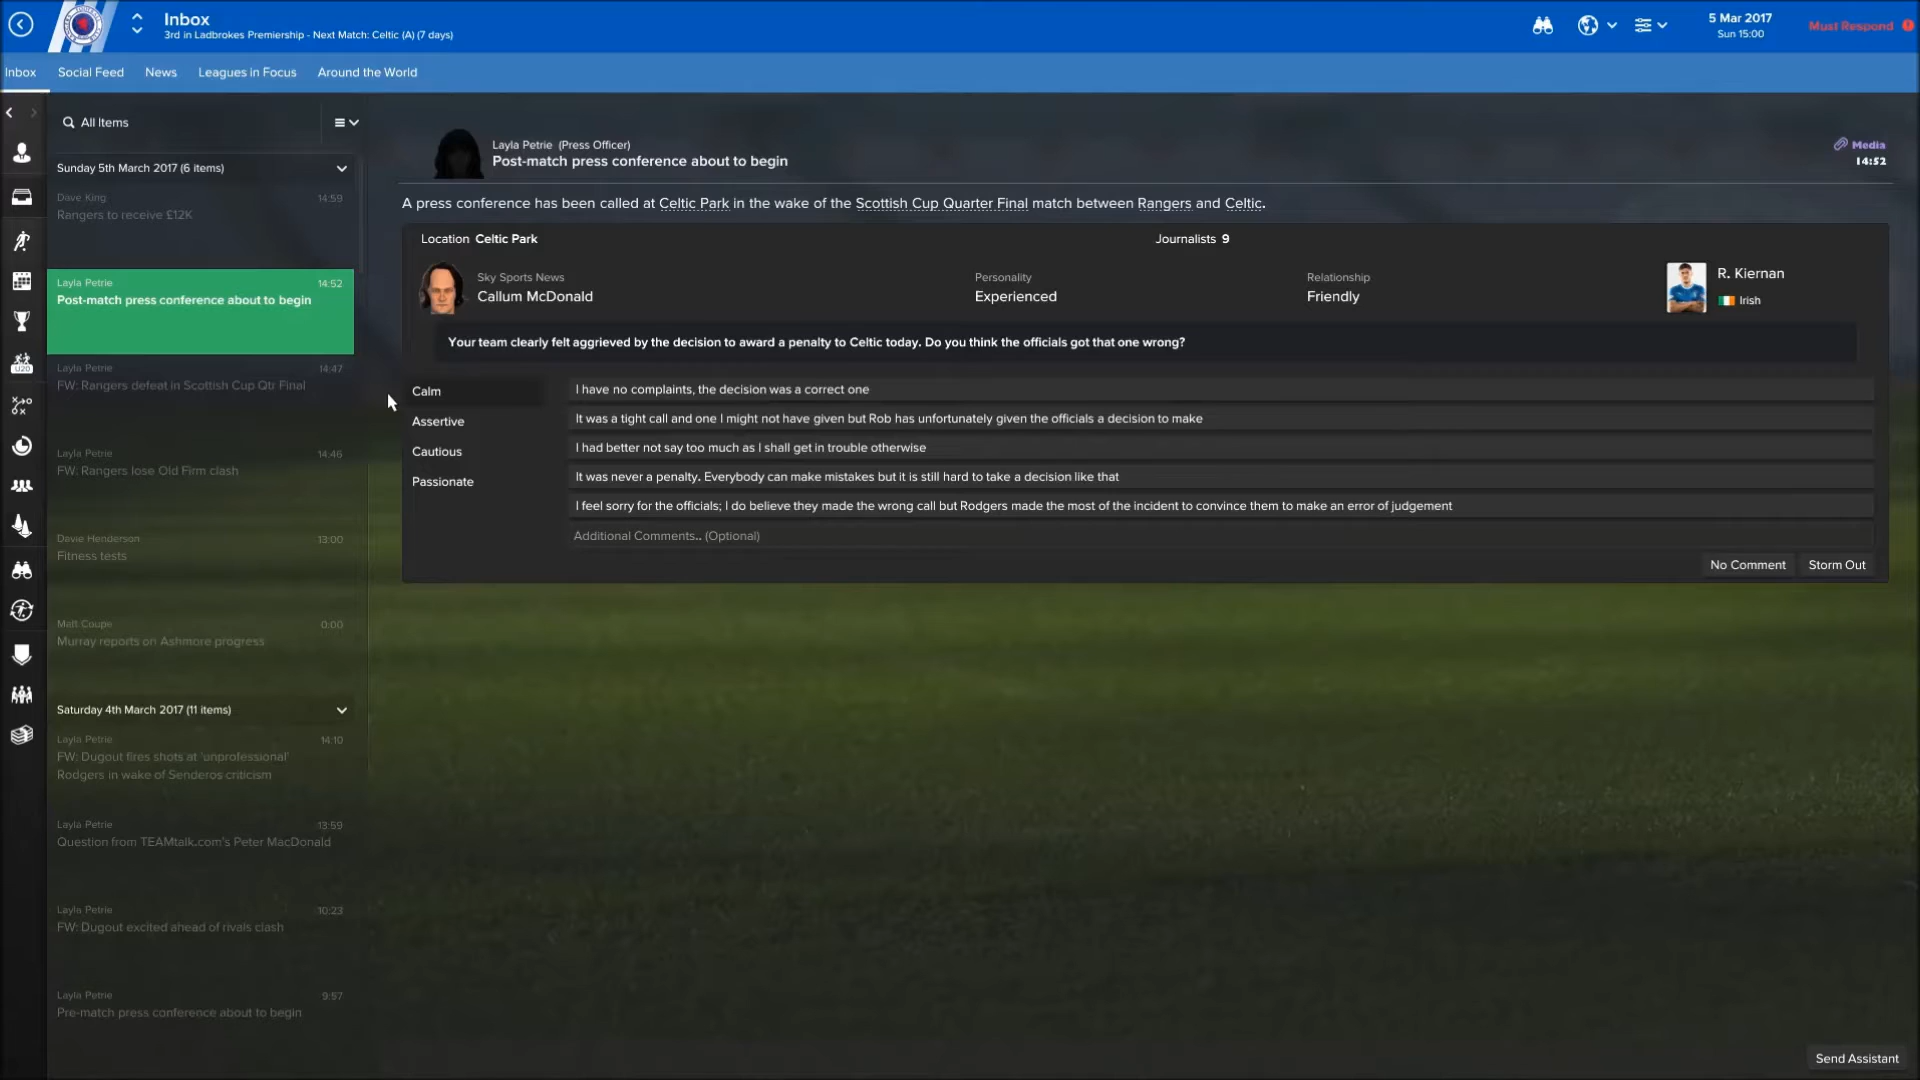 Inbox
3rd in Ladbrokes Premiership - Next Match: Celtic (A) (7 days)
5 Mar 2017
Sun 15:00
Must Respond
Inbox
Social Feed
News
Leagues in Focus
Around the World
All Items
Sunday 5th March 2017 (6 items)
Dave King
14:59
Rangers to receive £12K
Layla Petrie
14:52
Post-match press conference about to begin
Layla Petrie
14:47
FW: Rangers defeat in Scottish Cup Qtr Final
Layla Petrie
14:46
FW: Rangers lose Old Firm clash
Davie Henderson
13:00
Fitness tests
Matt Coupe
0:00
Murray reports on Ashmore progress
Saturday 4th March 2017 (11 items)
Layla Petrie
14:10
FW: Dugout fires shots at 'unprofessional'
Rodgers in wake of Senderos criticism
Layla Petrie
13:59
Question from TEAMtalk.com's Peter MacDonald
Layla Petrie
10:23
FW: Dugout excited ahead of rivals clash
Layla Petrie
9:57
Pre-match press conference about to begin
U20
Layla Petrie (Press Officer)
Post-match press conference about to begin
Media
14:52
A press conference has been called at Celtic Park in the wake of the Scottish Cup Quarter Final match between Rangers and Celtic.
Location Celtic Park
Journalists 9
Sky Sports News
Callum McDonald
Personality
Experienced
Relationship
Friendly
R. Kiernan
Irish
Your team clearly felt aggrieved by the decision to award a penalty to Celtic today. Do you think the officials got that one wrong?
Calm
Assertive
Cautious
Passionate
I have no complaints, the decision was a correct one
It was a tight call and one I might not have given but Rob has unfortunately given the officials a decision to make
I had better not say too much as I shall get in trouble otherwise
It was never a penalty. Everybody can make mistakes but it is still hard to take a decision like that
I feel sorry for the officials; I do believe they made the wrong call but Rodgers made the most of the incident to convince them to make an error of judgement
Additional Comments.. (Optional)
No Comment
Storm Out
Send Assistant